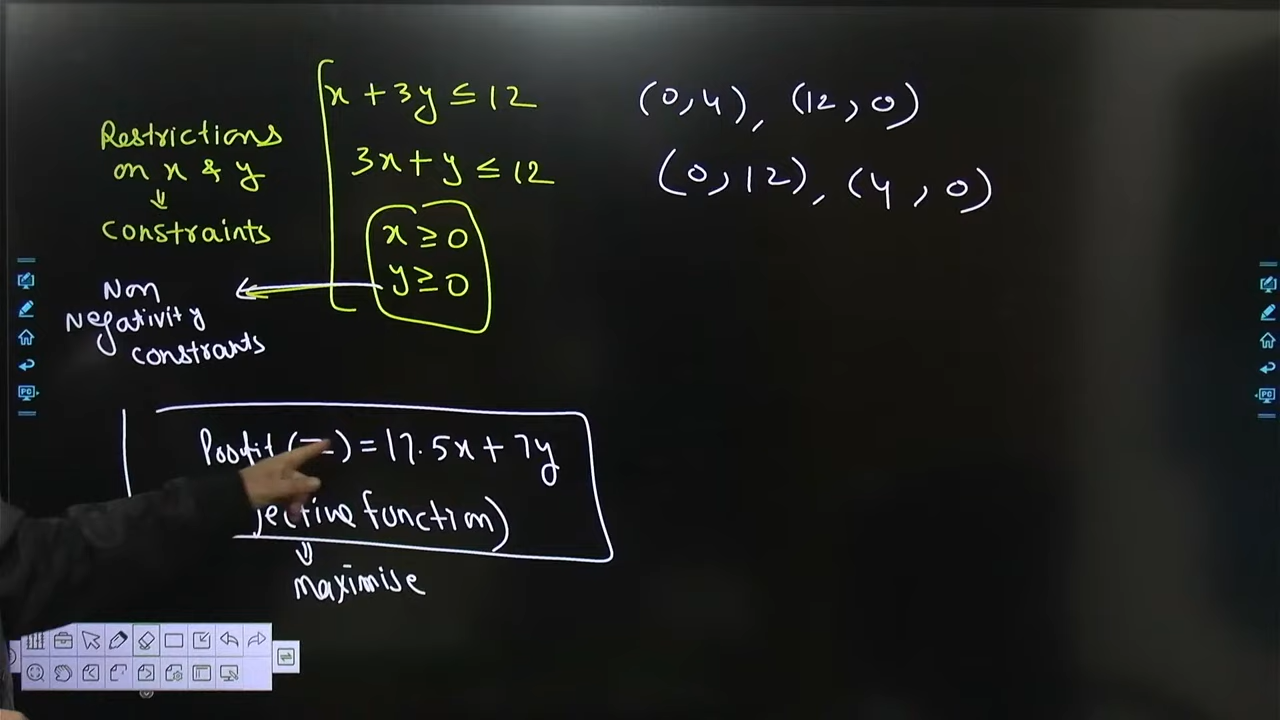 x + 3y ≤ 12
3x + y ≤ 12
x ≥ 0
y ≥ 0
Restrictions
on x & y
↓
constraints
Non
Negativity
constrants
(0,4), (12,0)
(0,12), (4,0)
) = 17.5x + 7y
jective function)
↓
Maximise